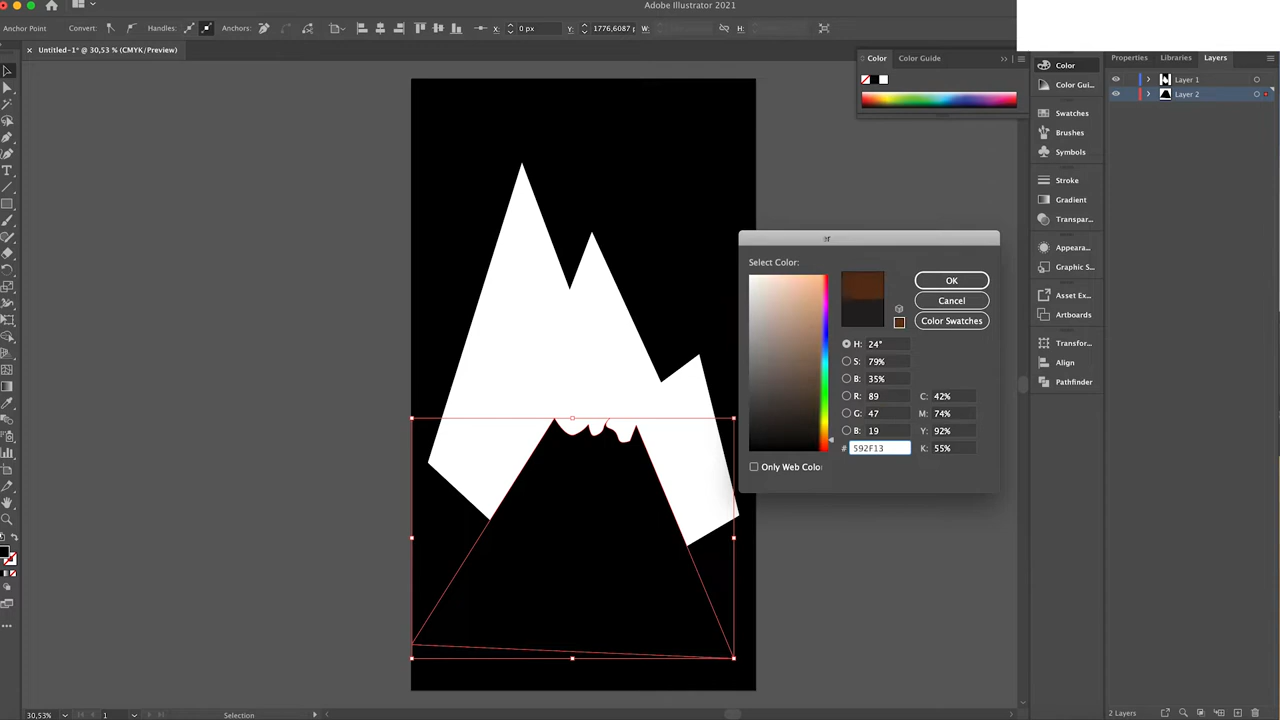 Adobe Illustrator 2021
Anchor Point Convert: Handles: Anchors: X: 0 px Y: 1776,6087 W: H:
× Untitled-1* @ 30,53 % (CMYK/Preview)
Color Color Guide
Properties Libraries Layers
Layer 1
Layer 2
Color
Color Gui...
Swatches
Brushes
Symbols
Stroke
Gradient
Transpar...
Appeara...
Graphic S...
Asset Ex...
Artboards
Transfor...
Align
Pathfinder
Select Color:
OK
Cancel
Color Swatches
H: 24°
S: 79%
B: 35%
R: 89 C: 42%
G: 47 M: 74%
B: 19 Y: 92%
# 592F13 K: 55%
Only Web Color
30,53% 1 Selection
2 Layers